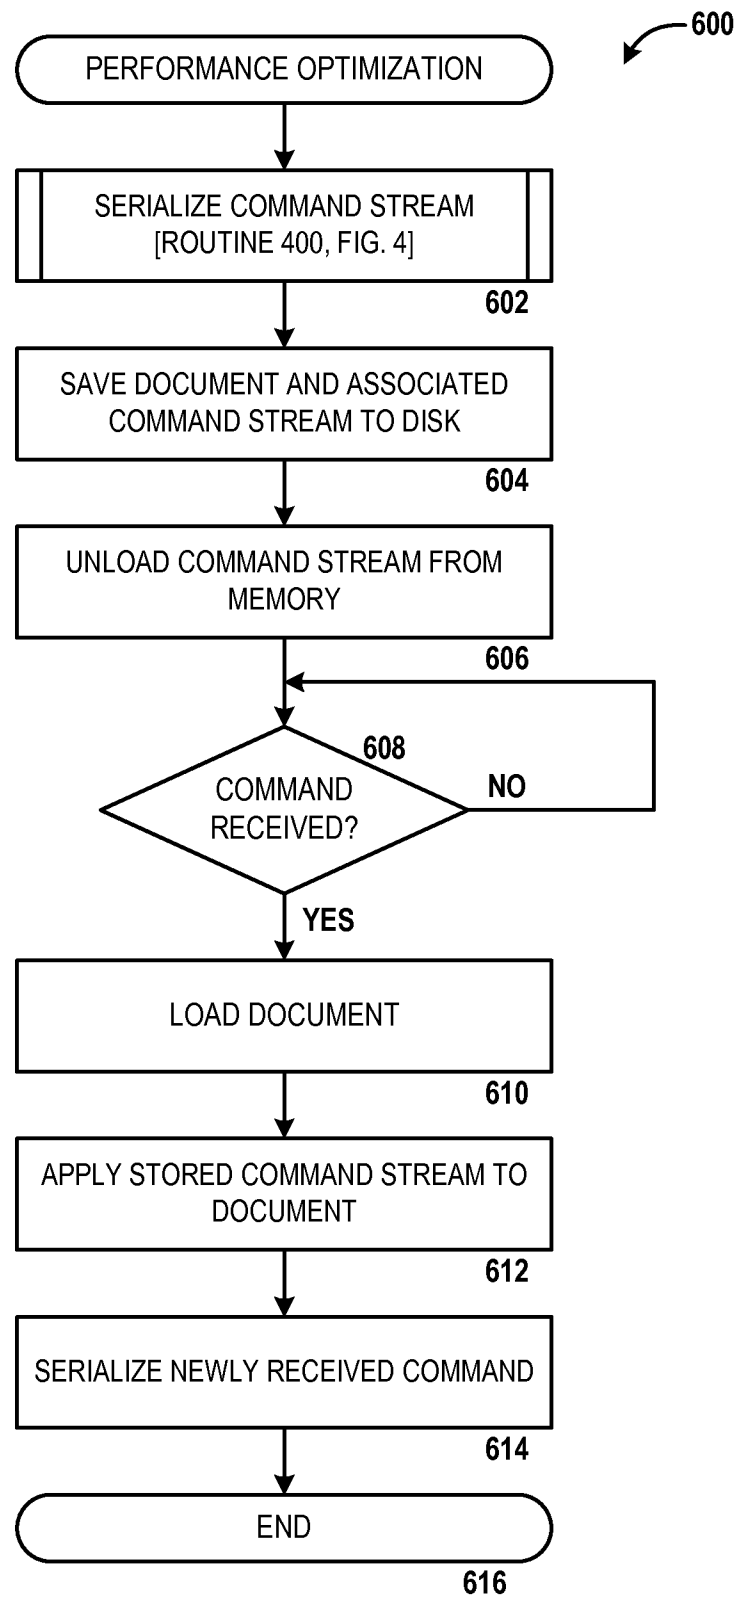 600
PERFORMANCE OPTIMIZATION
SERIALIZE COMMAND STREAM
[ROUTINE 400, FIG. 4]
602
SAVE DOCUMENT AND ASSOCIATED
COMMAND STREAM TO DISK
604
UNLOAD COMMAND STREAM FROM
MEMORY
606
608
COMMAND
RECEIVED?
NO
YES
LOAD DOCUMENT
610
APPLY STORED COMMAND STREAM TO
DOCUMENT
612
SERIALIZE NEWLY RECEIVED COMMAND
614
END
616